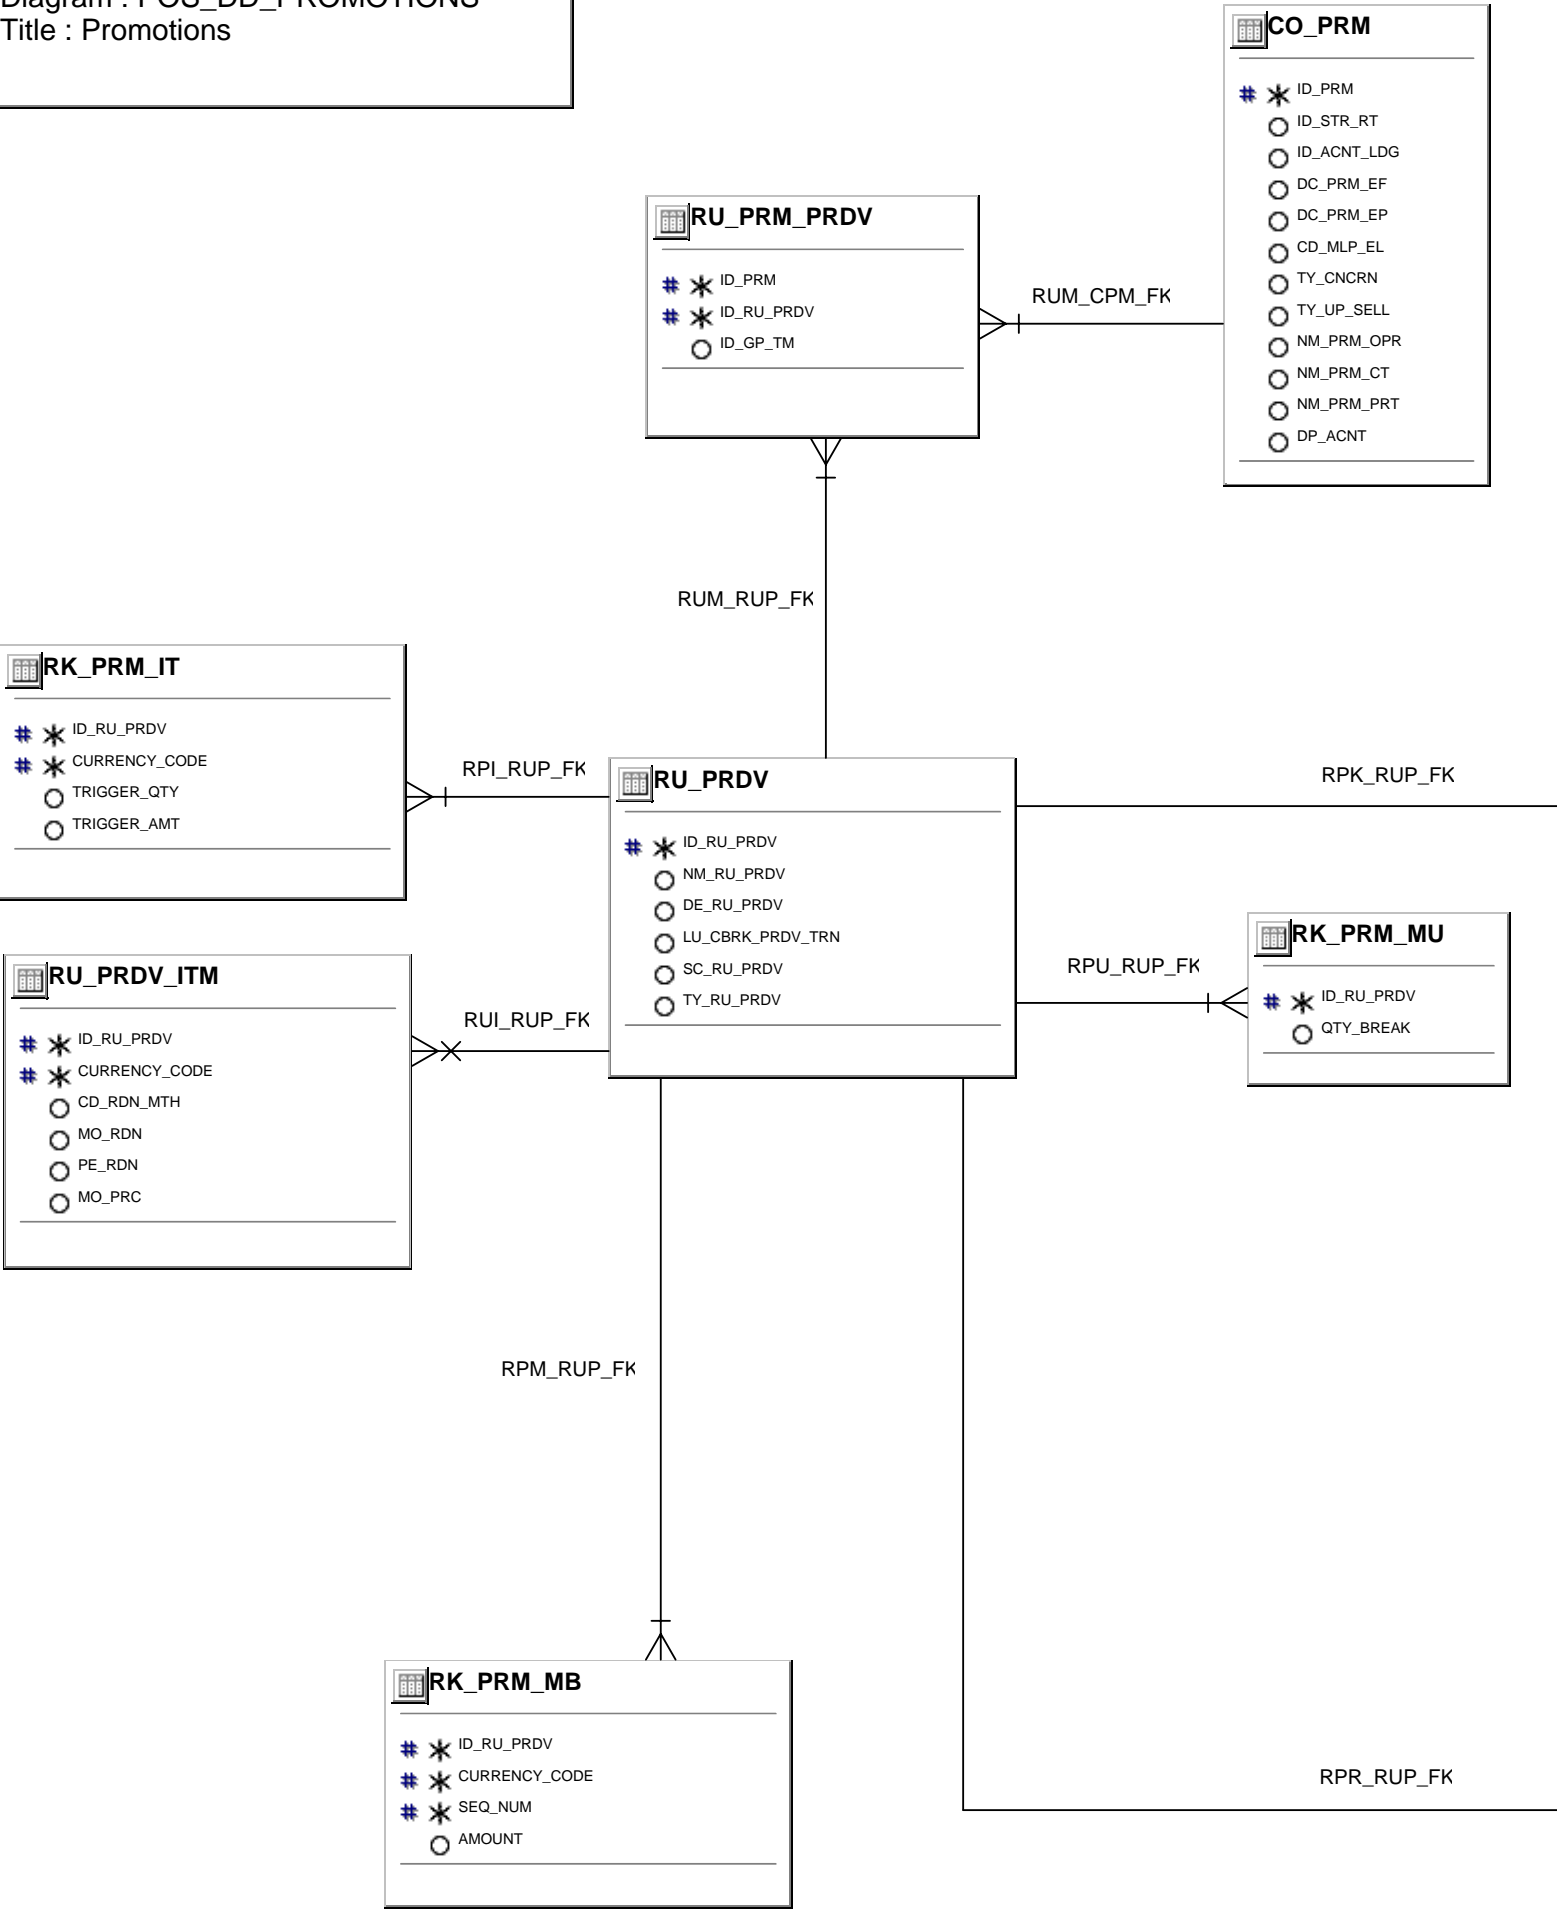 Diagram : POS_DD_PROMOTIONS
Title : Promotions
CO_PRM
# * ID_PRM
ID_STR_RT
ID_ACNT_LDG
DC_PRM_EF
DC_PRM_EP
CD_MLP_EL
TY_CNCRN
TY_UP_SELL
NM_PRM_OPR
NM_PRM_CT
NM_PRM_PRT
DP_ACNT
RU_PRM_PRDV
# * ID_PRM
# * ID_RU_PRDV
ID_GP_TM
RUM_CPM_FK
RUM_RUP_FK
RK_PRM_IT
# * ID_RU_PRDV
# * CURRENCY_CODE
TRIGGER_QTY
TRIGGER_AMT
RPI_RUP_FK
RU_PRDV
# * ID_RU_PRDV
NM_RU_PRDV
DE_RU_PRDV
LU_CBRK_PRDV_TRN
SC_RU_PRDV
TY_RU_PRDV
RPK_RUP_FK
RPU_RUP_FK
RK_PRM_MU
# * ID_RU_PRDV
QTY_BREAK
RU_PRDV_ITM
# * ID_RU_PRDV
# * CURRENCY_CODE
CD_RDN_MTH
MO_RDN
PE_RDN
MO_PRC
RUI_RUP_FK
RPM_RUP_FK
RK_PRM_MB
# * ID_RU_PRDV
# * CURRENCY_CODE
# * SEQ_NUM
AMOUNT
RPR_RUP_FK